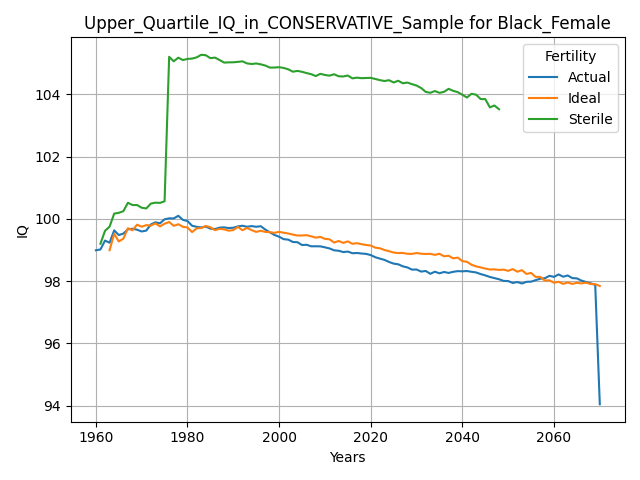 Upper_Quartile_IQ_in_CONSERVATIVE_Sample for Black_Female
Fertility
Actual
Ideal
Sterile
IQ
104
102
100
98
96
94
1960
1980
2000
2020
2040
2060
Years